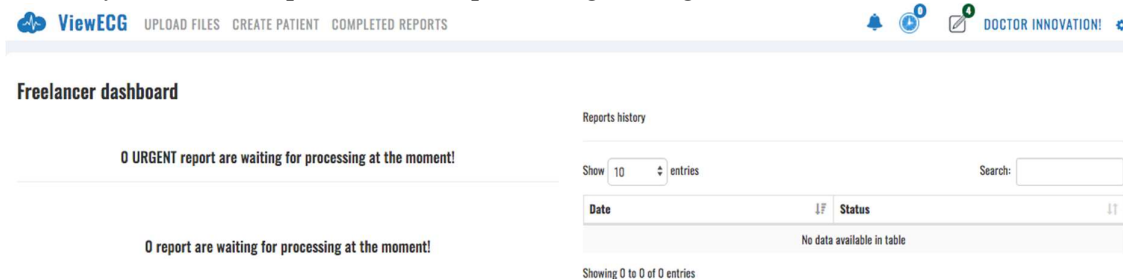 ViewECG UPLOAD FILES CREATE PATIENT COMPLETED REPORTS 0 4 DOCTOR INNOVATION!
Freelancer dashboard
0 URGENT report are waiting for processing at the moment!
0 report are waiting for processing at the moment!
Reports history
Show 10 entries Search:
Date Status
No data available in table
Showing 0 to 0 of 0 entries